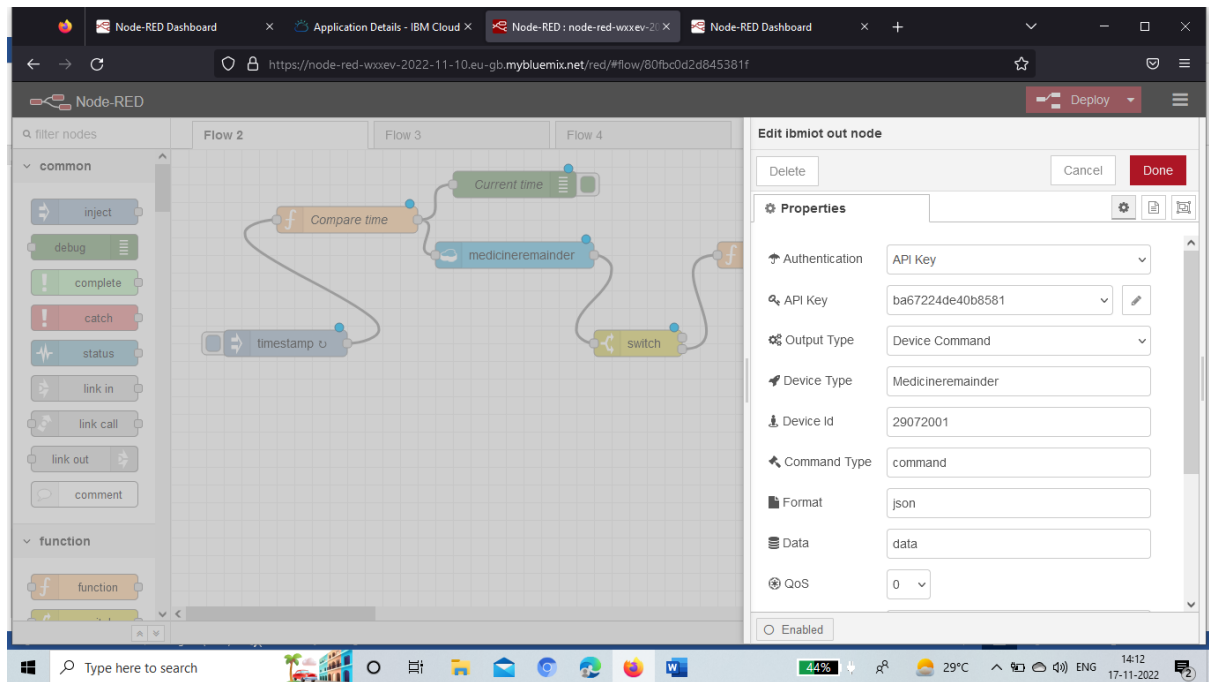 Node-RED Dashboard
Application Details - IBM Cloud
Node-RED : node-red-wxxev-20
Node-RED Dashboard
https://node-red-wxxev-2022-11-10.eu-gb.mybluemix.net/red/#flow/80fbc0d2d845381f
Node-RED
Deploy
filter nodes
Flow 2
Flow 3
Flow 4
Edit ibmiot out node
common
Delete
Cancel
Done
Current time
Properties
inject
Compare time
debug
medicineremainder
Authentication
API Key
complete
API Key
ba67224de40b8581
catch
timestamp ↻
switch
Output Type
Device Command
status
Device Type
Medicineremainder
link in
link call
Device Id
29072001
link out
Command Type
command
comment
Format
json
function
Data
data
function
QoS
0
Enabled
Type here to search
44%
29°C
ENG
14:12
17-11-2022
2